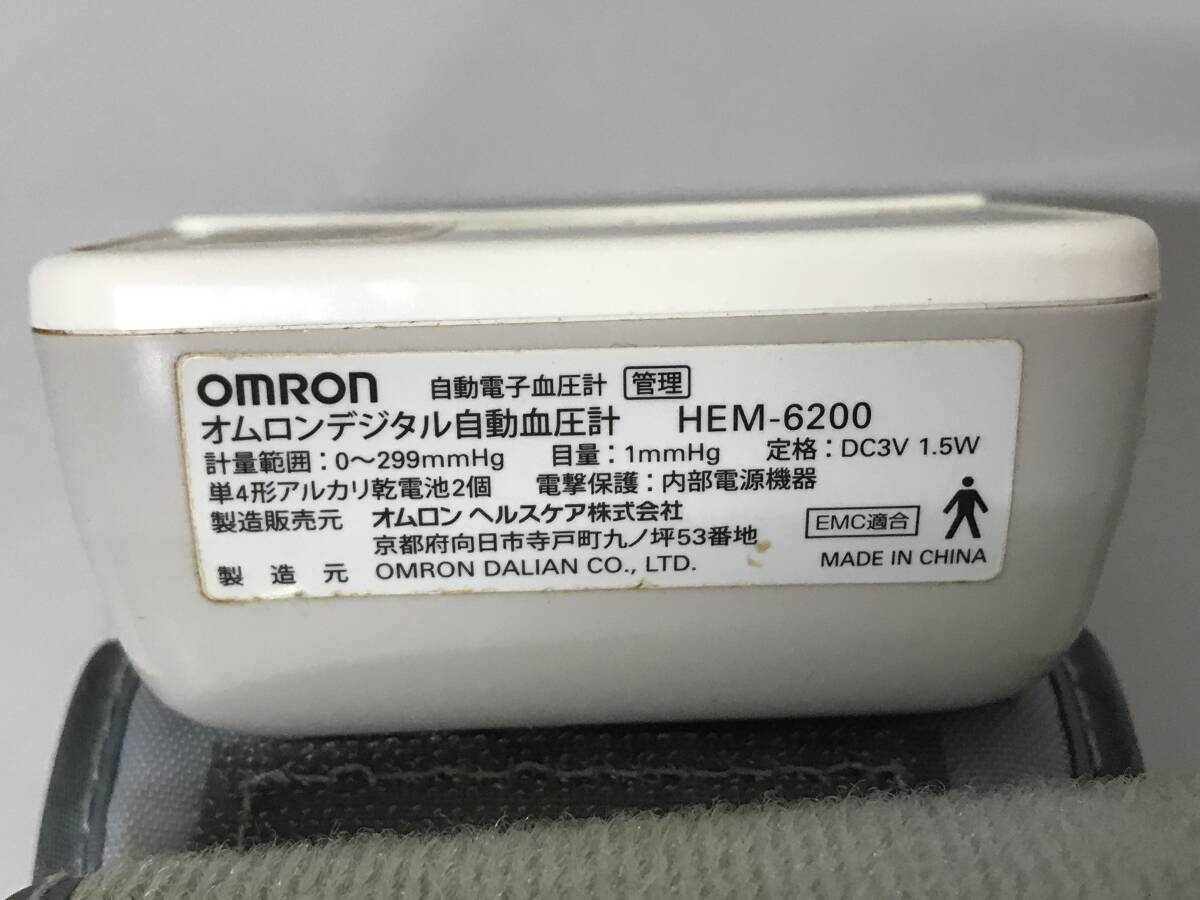 OMRON 自動電子血圧計 管理
オムロンデジタル自動血圧計 HEM-6200
計量範囲:0～299mmHg 目量:1mmHg 定格:DC3V 1.5W
単4形アルカリ乾電池2個 電撃保護:内部電源機器
製造販売元 オムロン ヘルスケア株式会社
京都府向日市寺戸町九ノ坪53番地 EMC適合
製造元 OMRON DALIAN CO., LTD. MADE IN CHINA